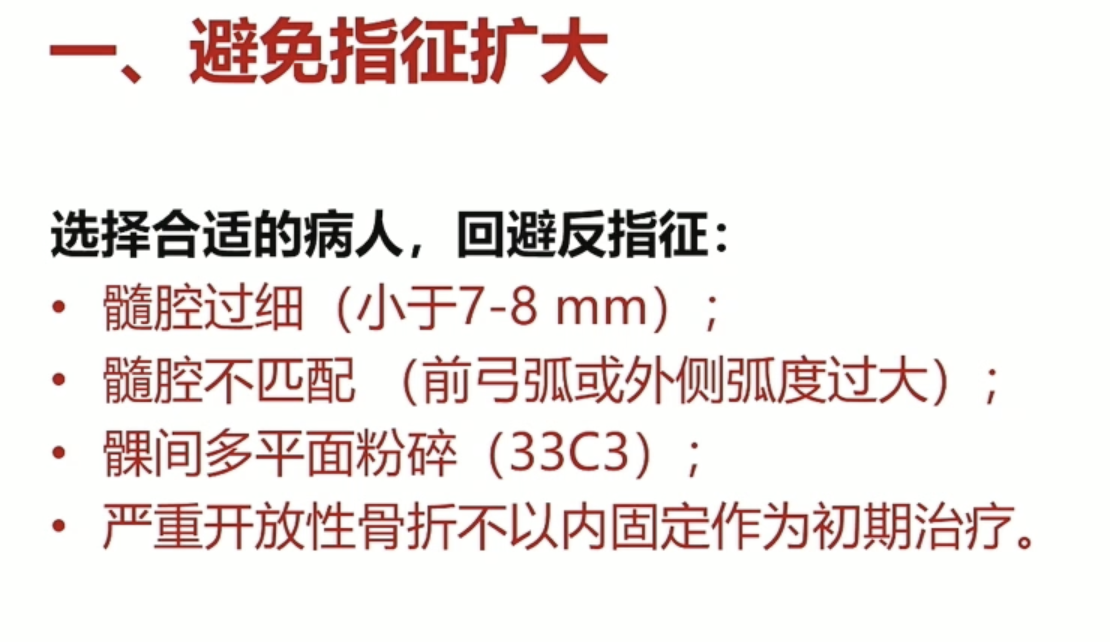 一、避免指征扩大
选择合适的病人，回避反指征：
• 髓腔过细（小于7-8 mm）；
• 髓腔不匹配 （前弓弧或外侧弧度过大）；
• 髁间多平面粉碎（33C3）；
• 严重开放性骨折不以内固定作为初期治疗。